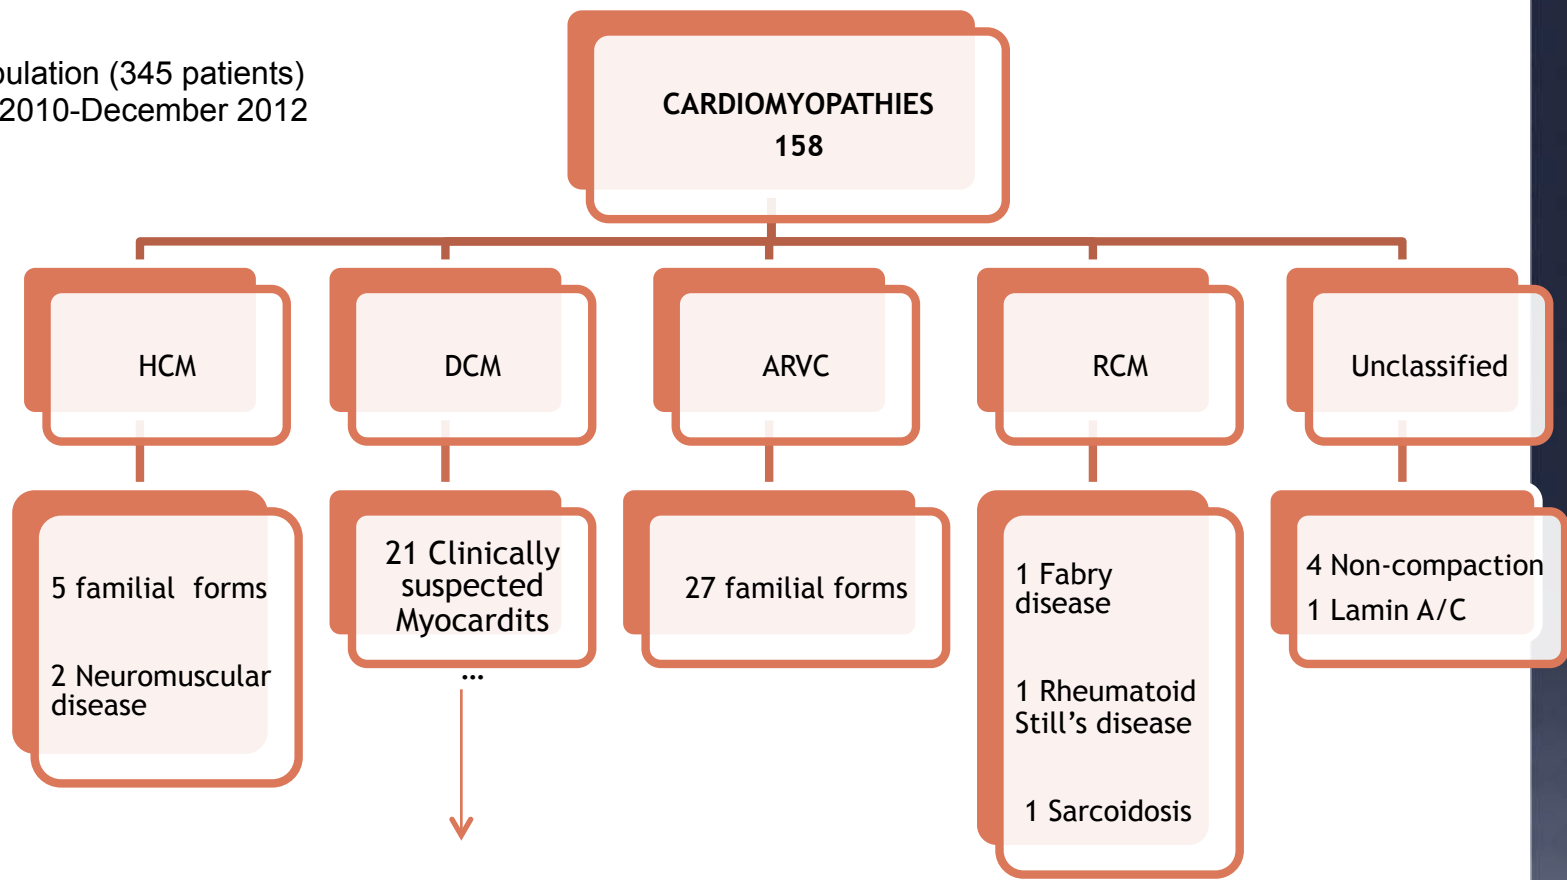 pulation (345 patients)
2010-December 2012
CARDIOMYOPATHIES
158
HCM
DCM
ARVC
RCM
Unclassified
5 familial forms
2 Neuromuscular
disease
21 Clinically
suspected
Myocardits
...
27 familial forms
1 Fabry
disease
1 Rheumatoid
Still's disease
1 Sarcoidosis
4 Non-compaction
1 Lamin A/C